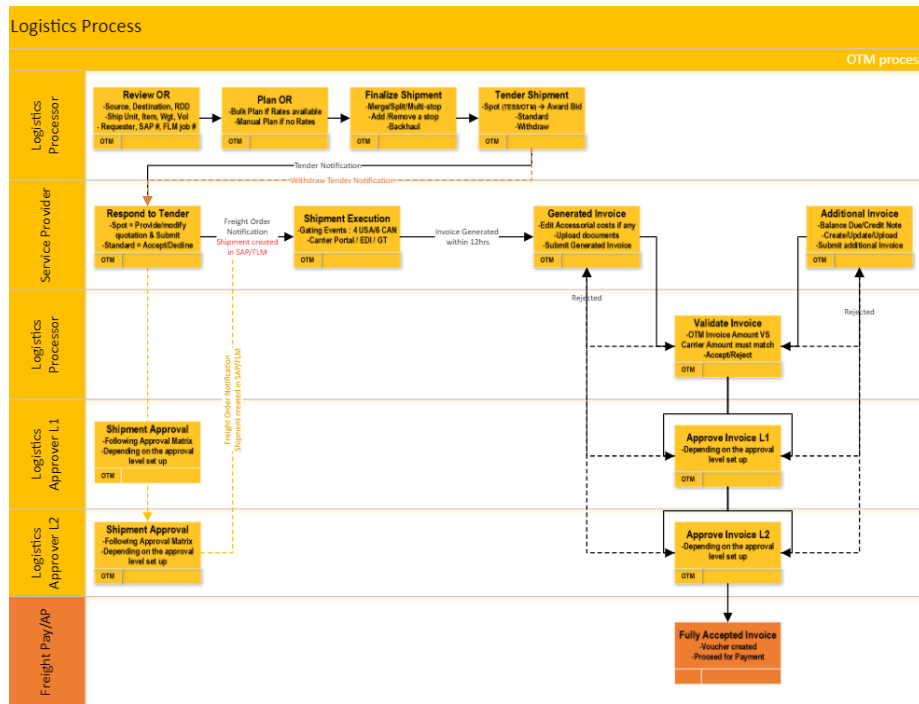 Logistics Process
OTM proces
Logistics
Processor
Review OR
-Source, Destination, RDD
-Ship Unit, Item, Wgt, Vol
- Requester, SAP #, FLM job #
OTM
Plan OR
-Bulk Plan if Rates available
-Manual Plan if no Rates
OTM
Finalize Shipment
-Merge/Split/Multi-stop
-Add /Remove a stop
-Backhaul
OTM
Tender Shipment
-Spot (TESS/OTM) → Award Bid
-Standard
-Withdraw
OTM
Tender Notification
Withdraw Tender Notification
Service Provider
Respond to Tender
-Spot = Provide/modify
quotation & Submit
-Standard = Accept/Decline
OTM
Freight Order
Notification
Shipment created
in SAP/FLM
Shipment Execution
-Gating Events : 4 USA/6 CAN
-Carrier Portal / EDI / GT
OTM
Invoice Generated
within 12hrs
Generated Invoice
-Edit Accessorial costs if any
-Upload documents
-Submit Generated Invoice
OTM
Additional Invoice
-Balance Due/Credit Note
-Create/Update/Upload
-Submit additional Invoice
OTM
Rejected
Rejected
Logistics
Processor
Validate Invoice
-OTM Invoice Amount VS
Carrier Amount must match
-Accept/Reject
OTM
Freight Order Notification
Shipment created in SAP/FLM
Logistics
Approver L1
Shipment Approval
-Following Approval Matrix
-Depending on the approval
level set up
OTM
Approve Invoice L1
-Depending on the approval
level set up
OTM
Logistics
Approver L2
Shipment Approval
-Following Approval Matrix
-Depending on the approval
level set up
OTM
Approve Invoice L2
-Depending on the approval
level set up
OTM
Freight Pay/AP
Fully Accepted Invoice
-Voucher created
-Proceed for Payment